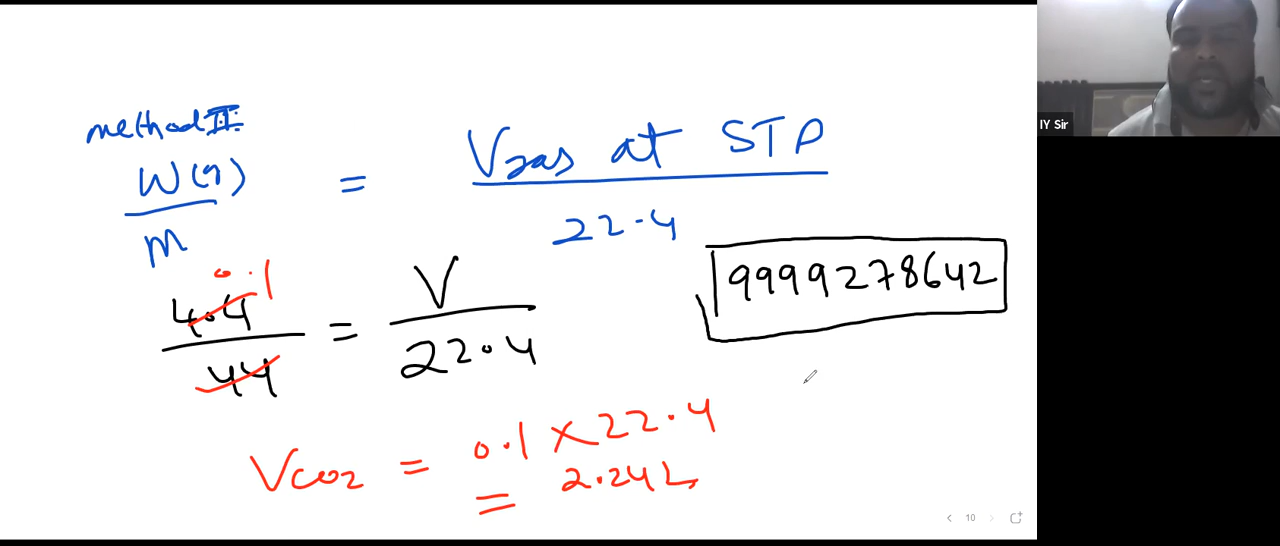 method II:
W(g) = Vgas at STP
m 22.4
0.1
4.4 = V
44 22.4
9999278642
VCO2 = 0.1 × 22.4
= 2.24L
IY Sir
10